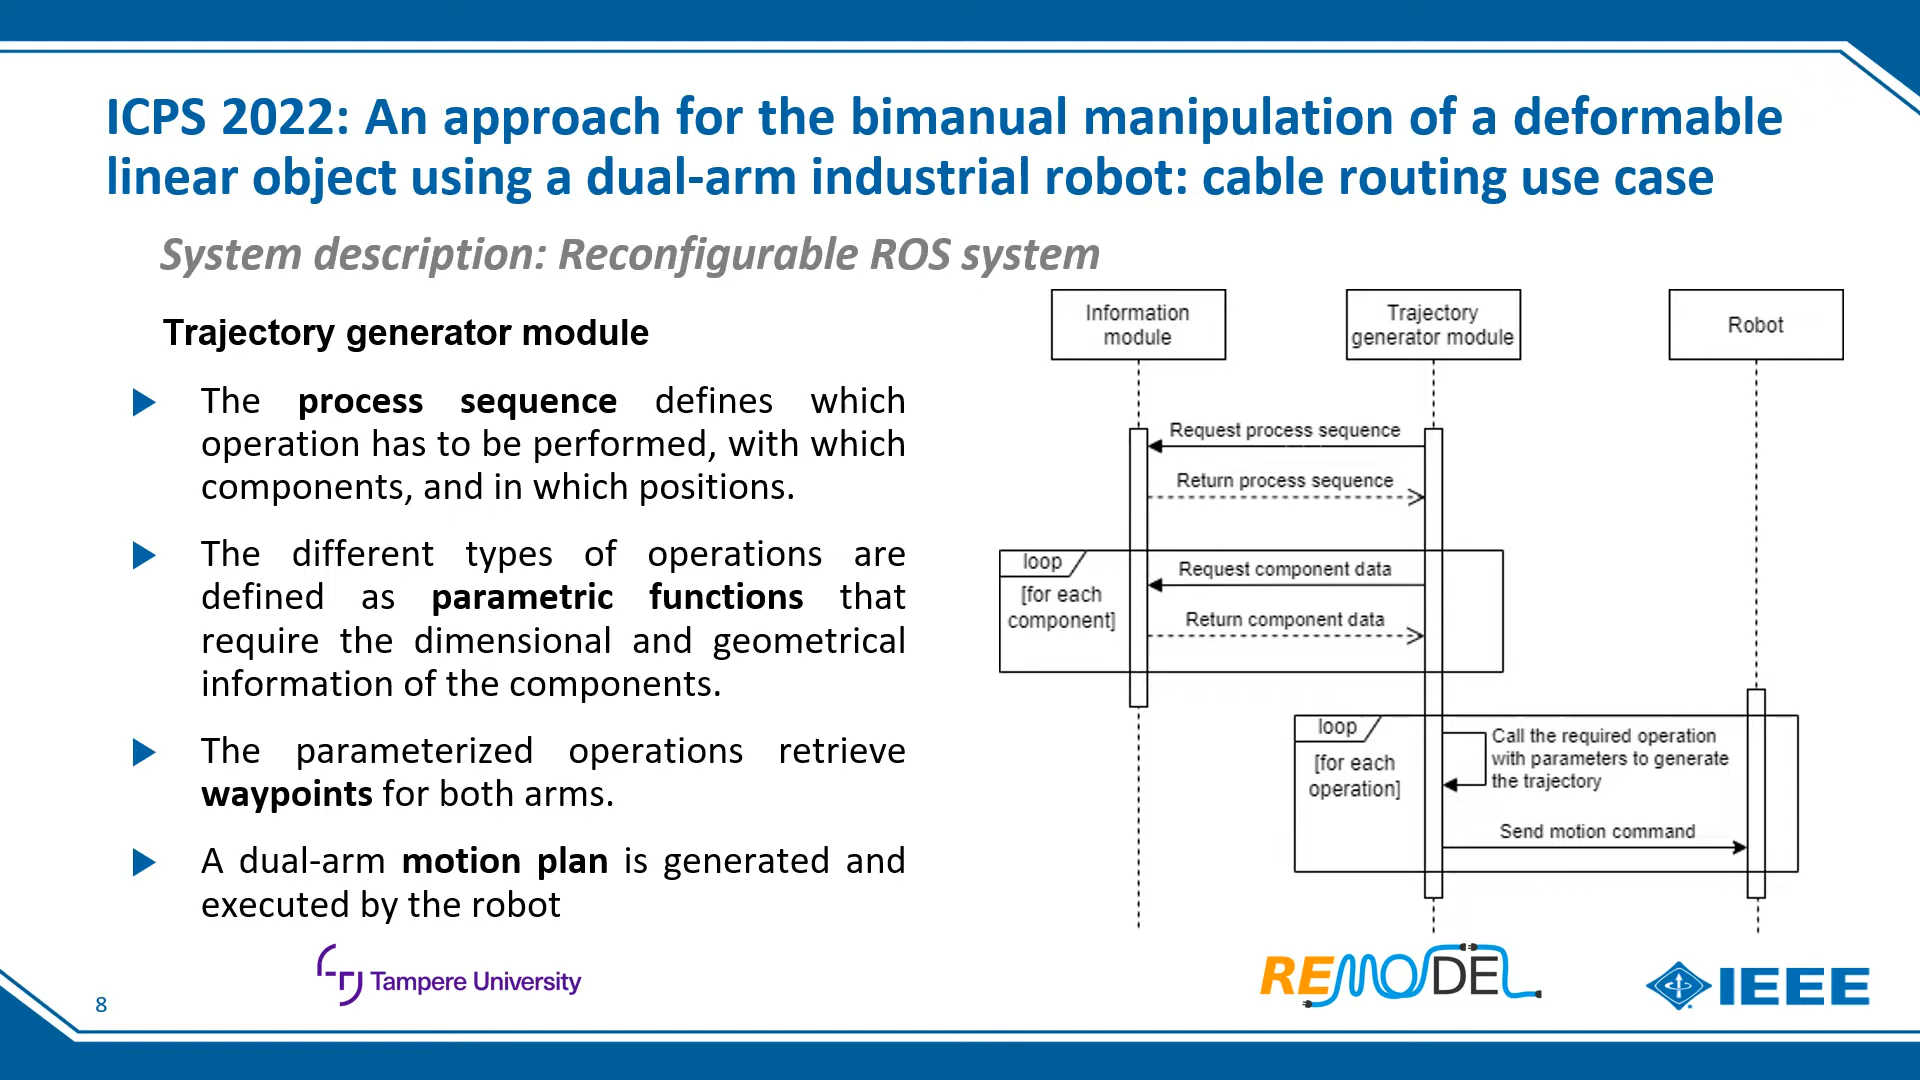 ICPS 2022: An approach for the bimanual manipulation of a deformable
linear object using a dual-arm industrial robot: cable routing use case
System description: Reconfigurable ROS system
Trajectory generator module
The process sequence defines which
operation has to be performed, with which
components, and in which positions.
The different types of operations are
defined as parametric functions that
require the dimensional and geometrical
information of the components.
The parameterized operations retrieve
waypoints for both arms.
A dual-arm motion plan is generated and
executed by the robot
Information
module
Trajectory
generator module
Robot
Request process sequence
Return process sequence
loop
[for each
component]
Request component data
Return component data
loop
[for each
operation]
Call the required operation
with parameters to generate
the trajectory
Send motion command
Tampere University
REMODEL
IEEE
8